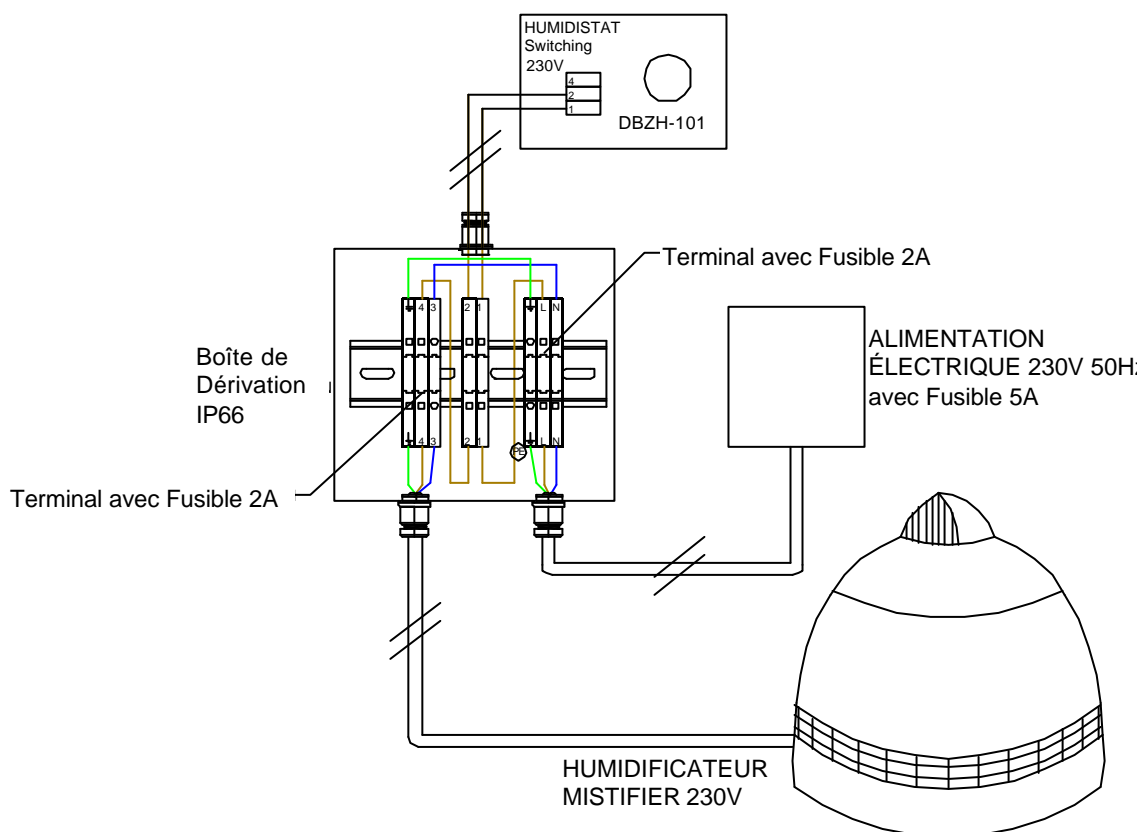 HUMIDISTAT
Switching
230V
4
2
1
DBZH-101
Terminal avec Fusible 2A
4 3
2 1
L N
Boîte de
Dérivation
IP66
ALIMENTATION
ÉLECTRIQUE 230V 50Hz
avec Fusible 5A
4 3
2 1
PE
L N
Terminal avec Fusible 2A
HUMIDIFICATEUR
MISTIFIER 230V